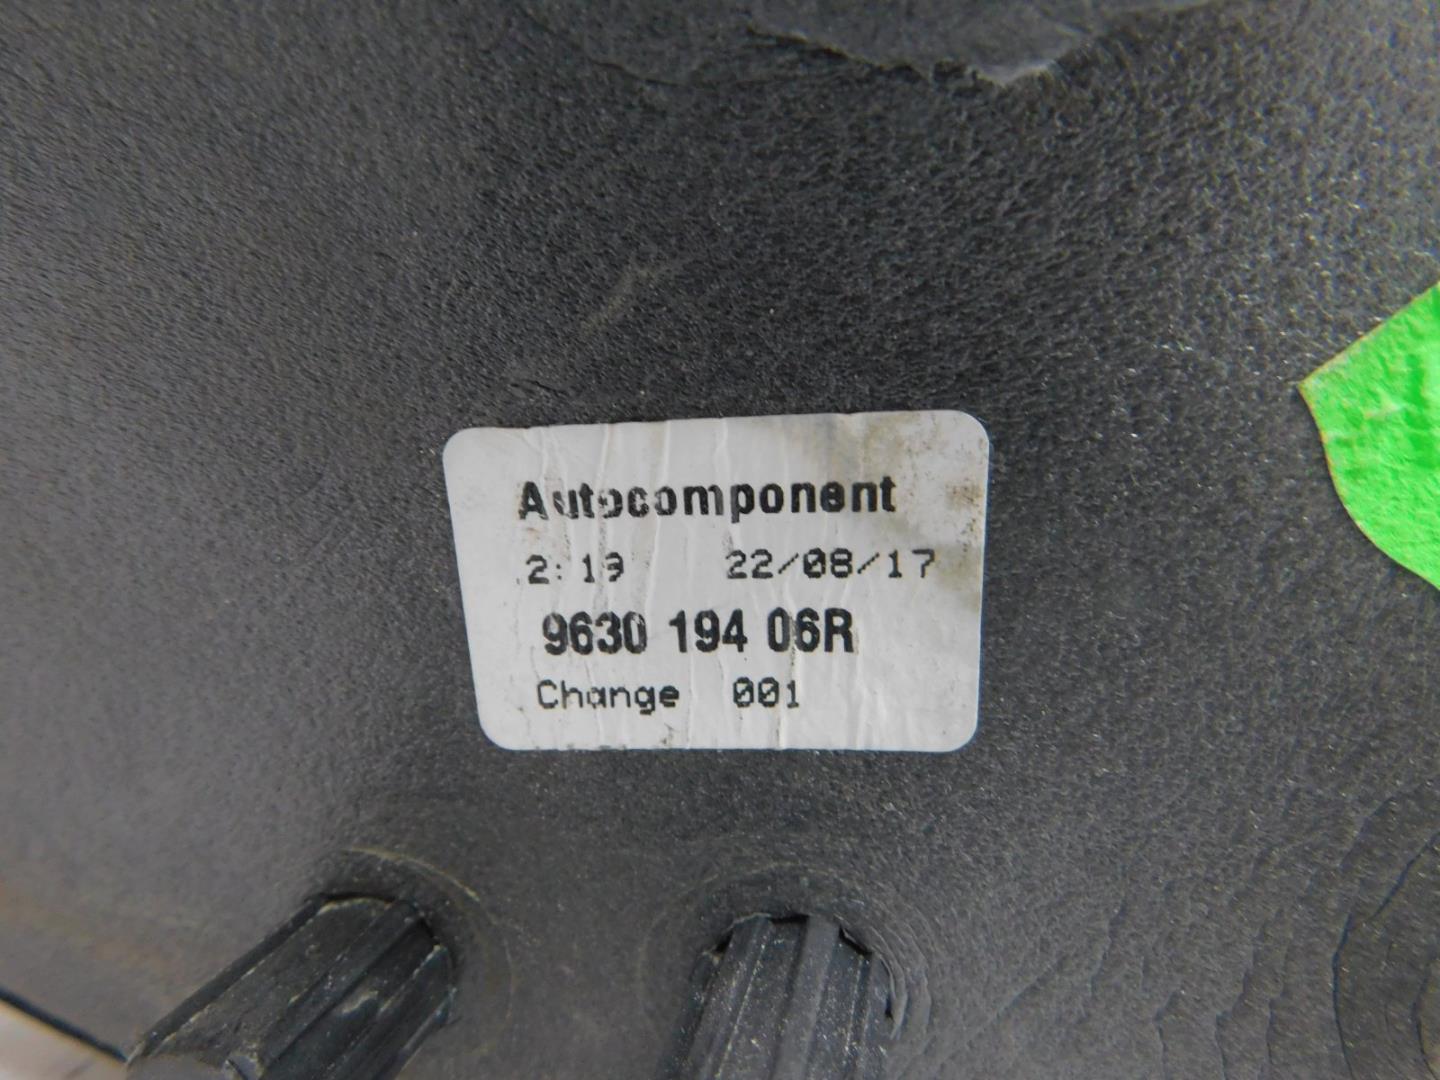 Autocomponent
2:19 22/08/17
9630 194 06R
Change 001